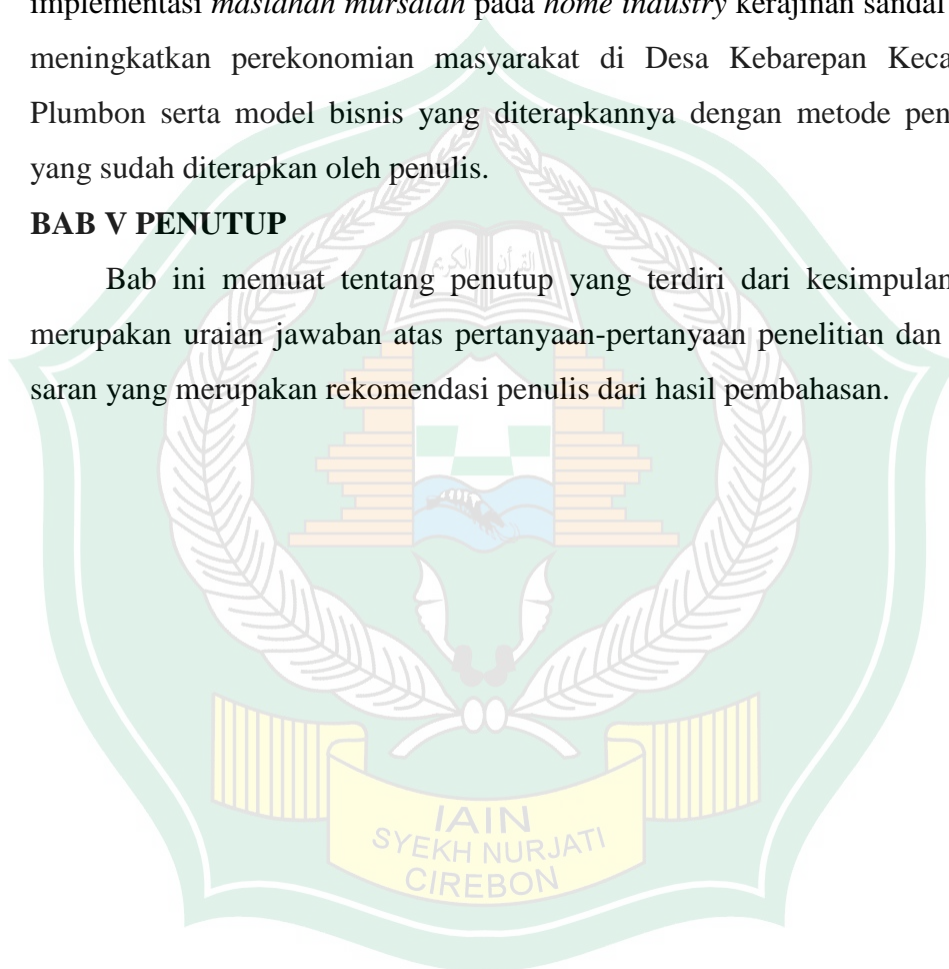 implementasi maslahah mursalah pada home industry kerajinan sandal
meningkatkan perekonomian masyarakat di Desa Kebarepan Keca
Plumbon serta model bisnis yang diterapkannya dengan metode pen
yang sudah diterapkan oleh penulis.
BAB V PENUTUP
Bab ini memuat tentang penutup yang terdiri dari kesimpulan
merupakan uraian jawaban atas pertanyaan-pertanyaan penelitian dan
saran yang merupakan rekomendasi penulis dari hasil pembahasan.
القرآن الكريم
IAIN
SYEKH NURJATI
CIREBON